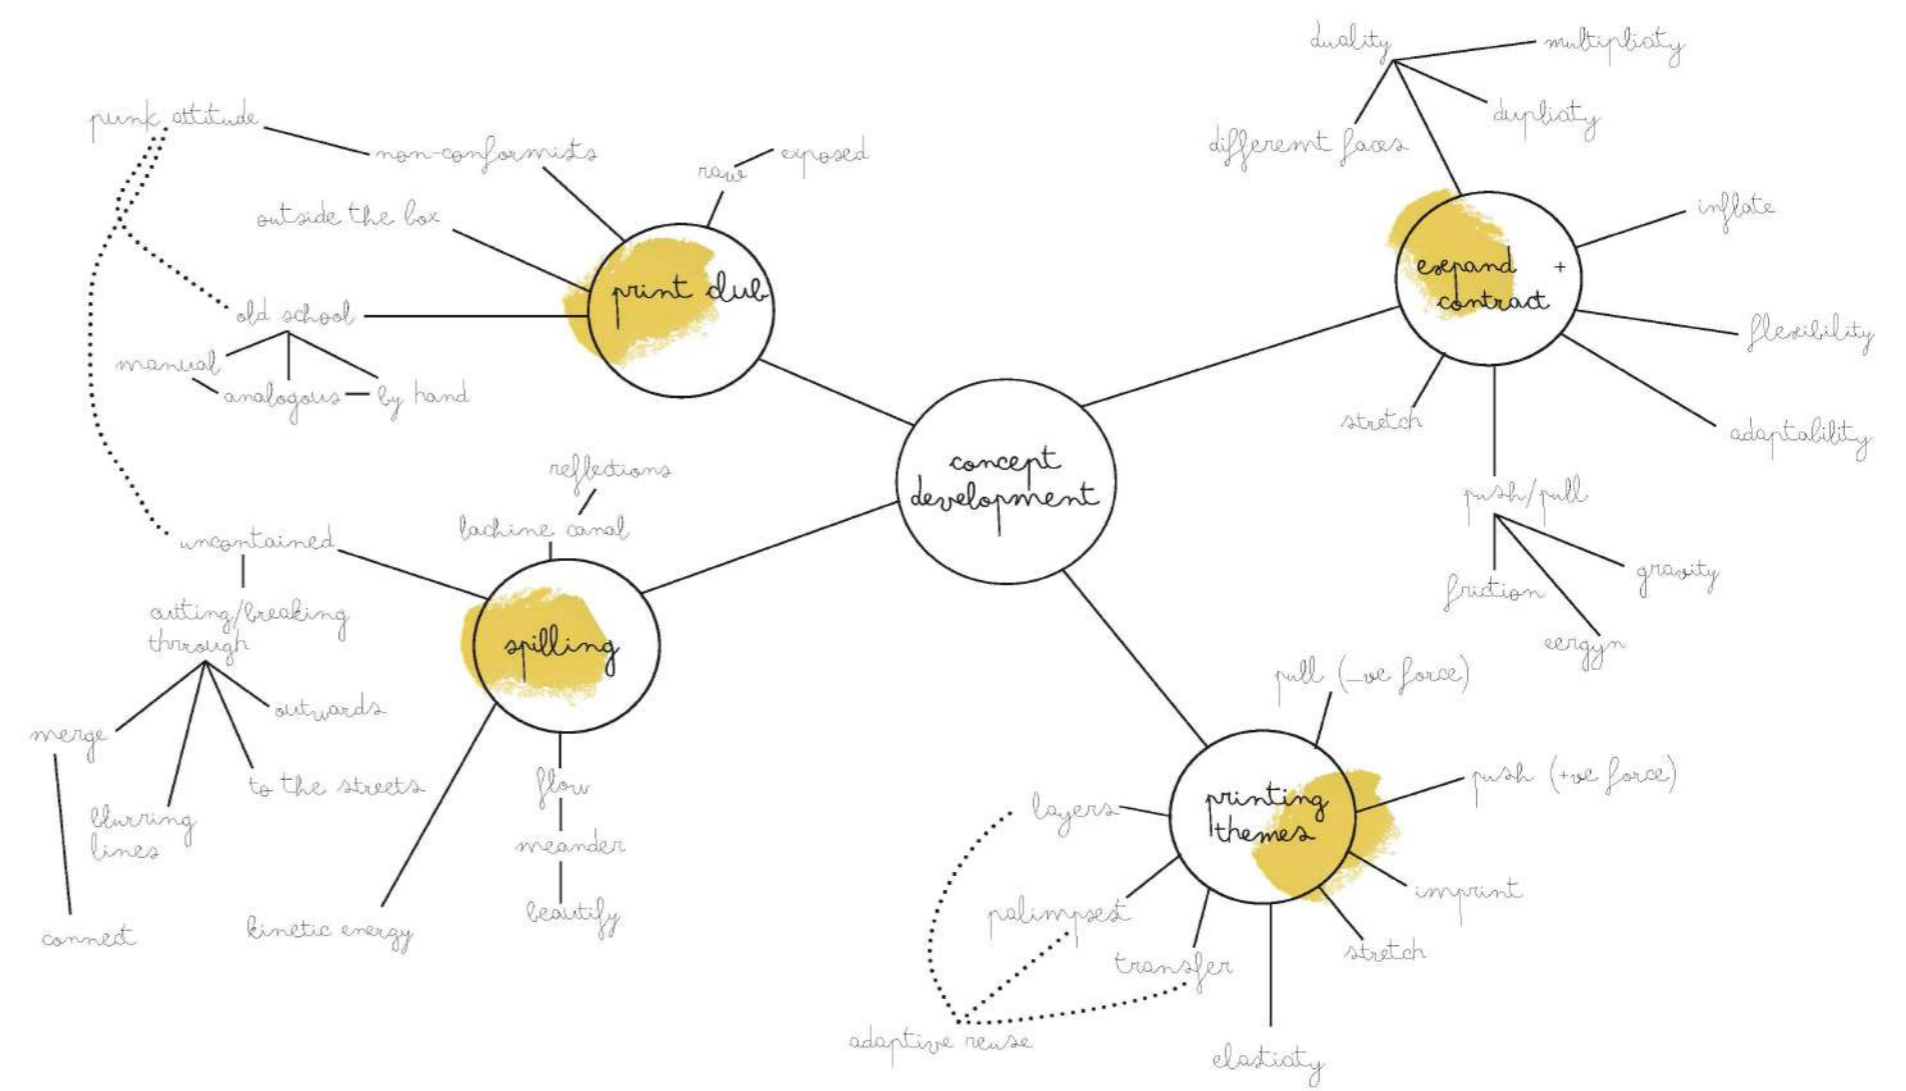 duality
multiplicity
duplicity
different faces
punk attitude
non-conformists
raw
exposed
outside the box
old school
manual
analogous
by hand
print club
expand +
contract
inflate
flexibility
adaptability
stretch
push/pull
friction
gravity
eergyn
concept
development
reflections
lachine canal
uncontained
cutting/breaking
through
outwards
merge
to the streets
blurring
lines
connect
spilling
flow
meander
beautify
kinetic energy
pull (-ve force)
push (+ve force)
printing
themes
layers
imprint
palimpsest
stretch
transfer
adaptive reuse
elasticity